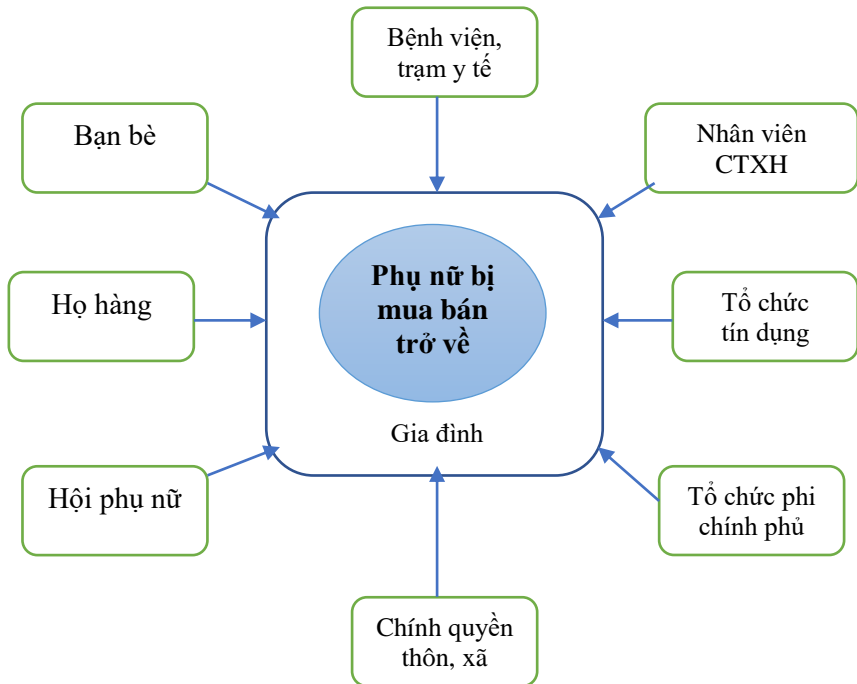 Bệnh viện,
trạm y tế
Bạn bè
Nhân viên
CTXH
Phụ nữ bị
mua bán
trở về
Họ hàng
Tổ chức
tín dụng
Gia đình
Hội phụ nữ
Tổ chức phi
chính phủ
Chính quyền
thôn, xã